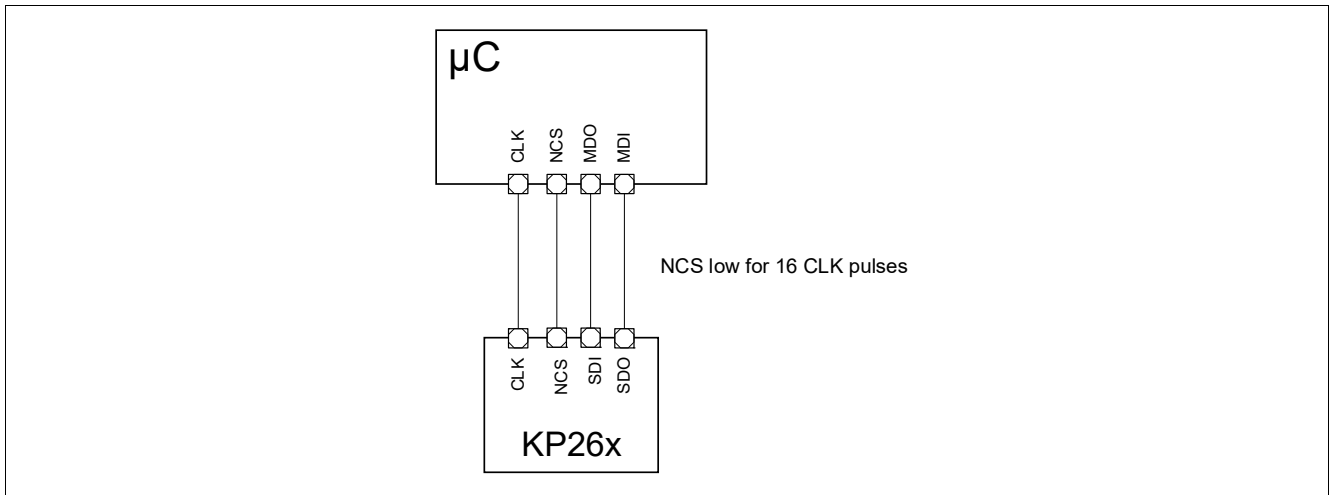 µC
CLK
NCS
MDO
MDI
NCS low for 16 CLK pulses
CLK
NCS
SDI
SDO
KP26x